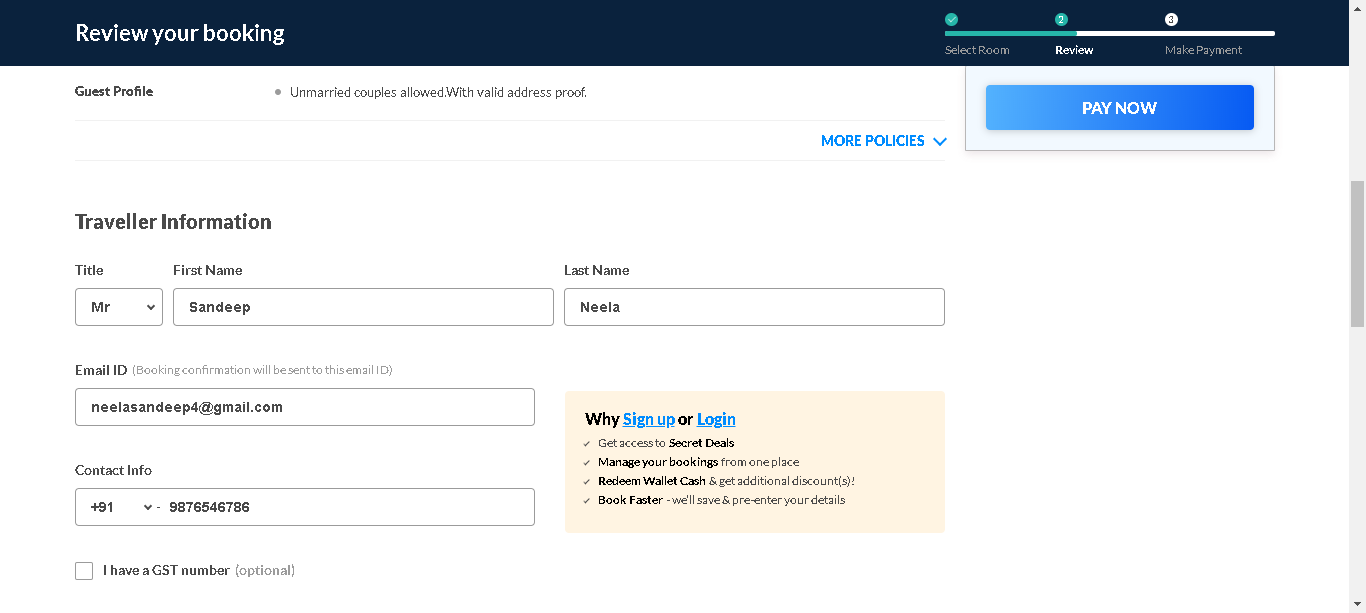 Review your booking
2
3
Select Room
Review
Make Payment
Guest Profile
Unmarried couples allowed.With valid address proof.
PAY NOW
MORE POLICIES
Traveller Information
Title
First Name
Last Name
Mr
Sandeep
Neela
Email ID (Booking confirmation will be sent to this email ID)
neelasandeep4@gmail.com
Why Sign up or Login
Get access to Secret Deals
Manage your bookings from one place
Redeem Wallet Cash & get additional discount(s)!
Book Faster - we'll save & pre-enter your details
Contact Info
+91 - 9876546786
I have a GST number (optional)